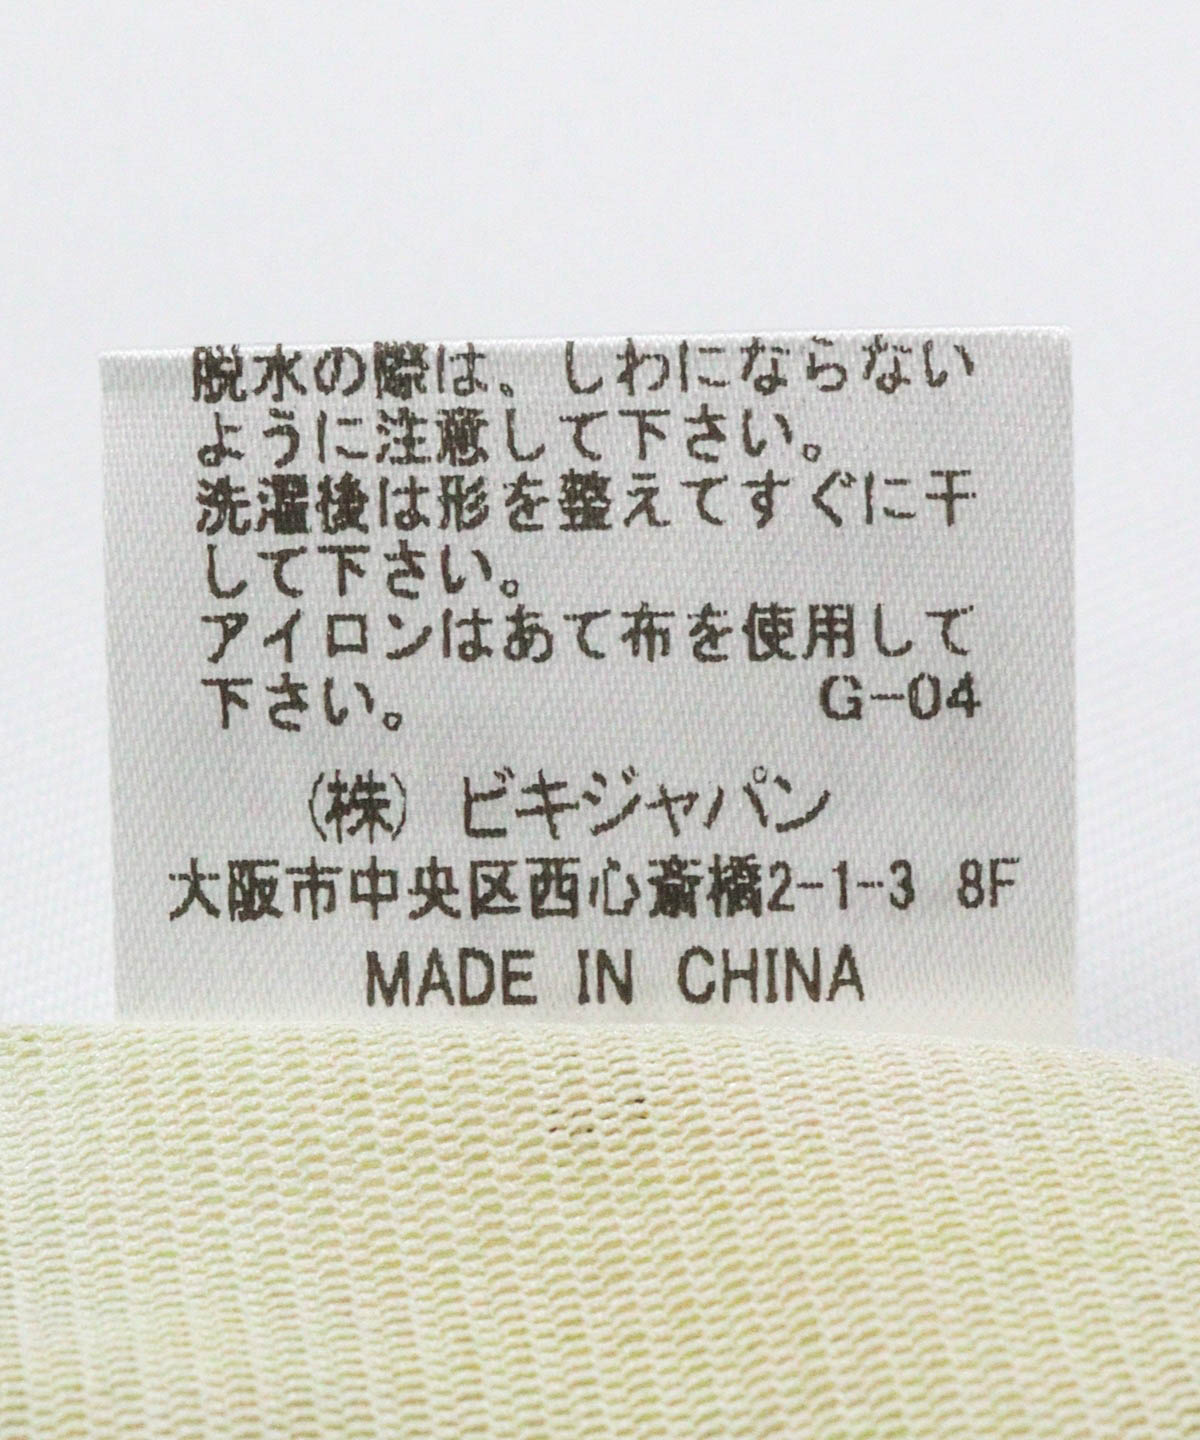 脱水の際は、しわにならない
ように注意して下さい。
洗濯後は形を整えてすぐに干
して下さい。
アイロンはあて布を使用して
下さい。 G-04
(株) ビキジャパン
大阪市中央区西心斎橋2-1-3 8F
MADE IN CHINA